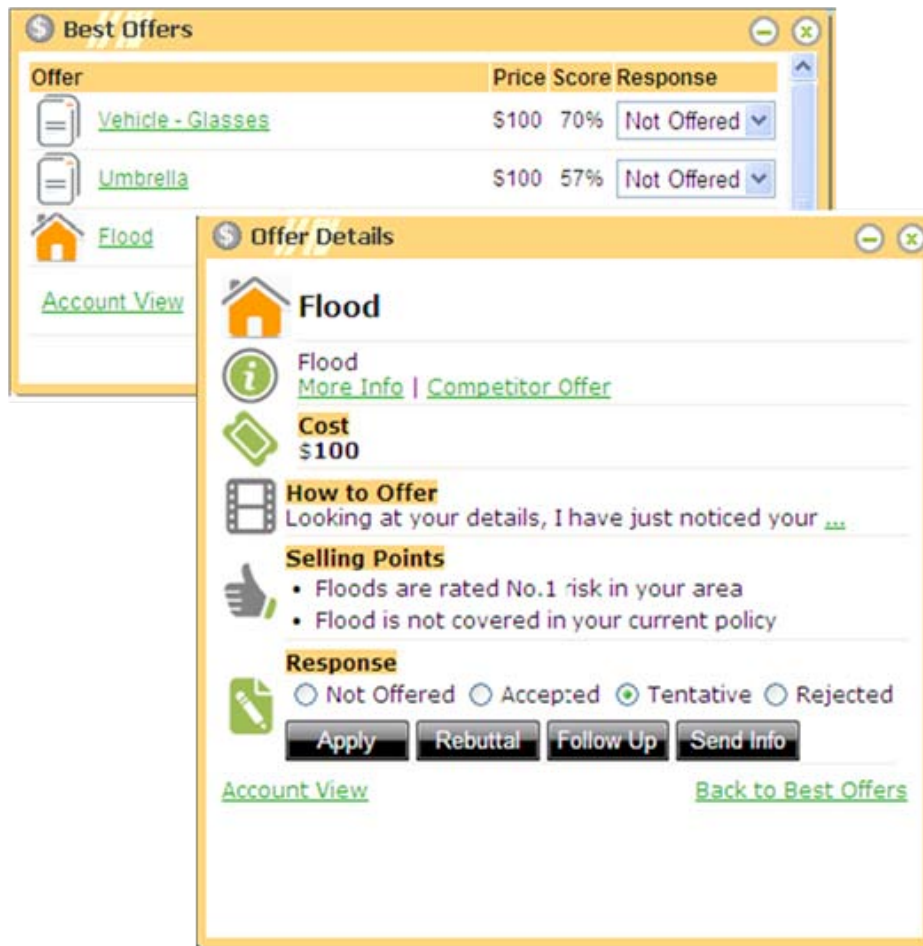 Best Offers
Offer Price Score Response
Vehicle - Glasses $100 70% Not Offered
Umbrella $100 57% Not Offered
Flood
Account View
Offer Details
Flood
Flood
More Info | Competitor Offer
Cost
$100
How to Offer
Looking at your details, I have just noticed your ...
Selling Points
• Floods are rated No.1 risk in your area
• Flood is not covered in your current policy
Response
Not Offered Accepted Tentative Rejected
Apply Rebuttal Follow Up Send Info
Account View Back to Best Offers